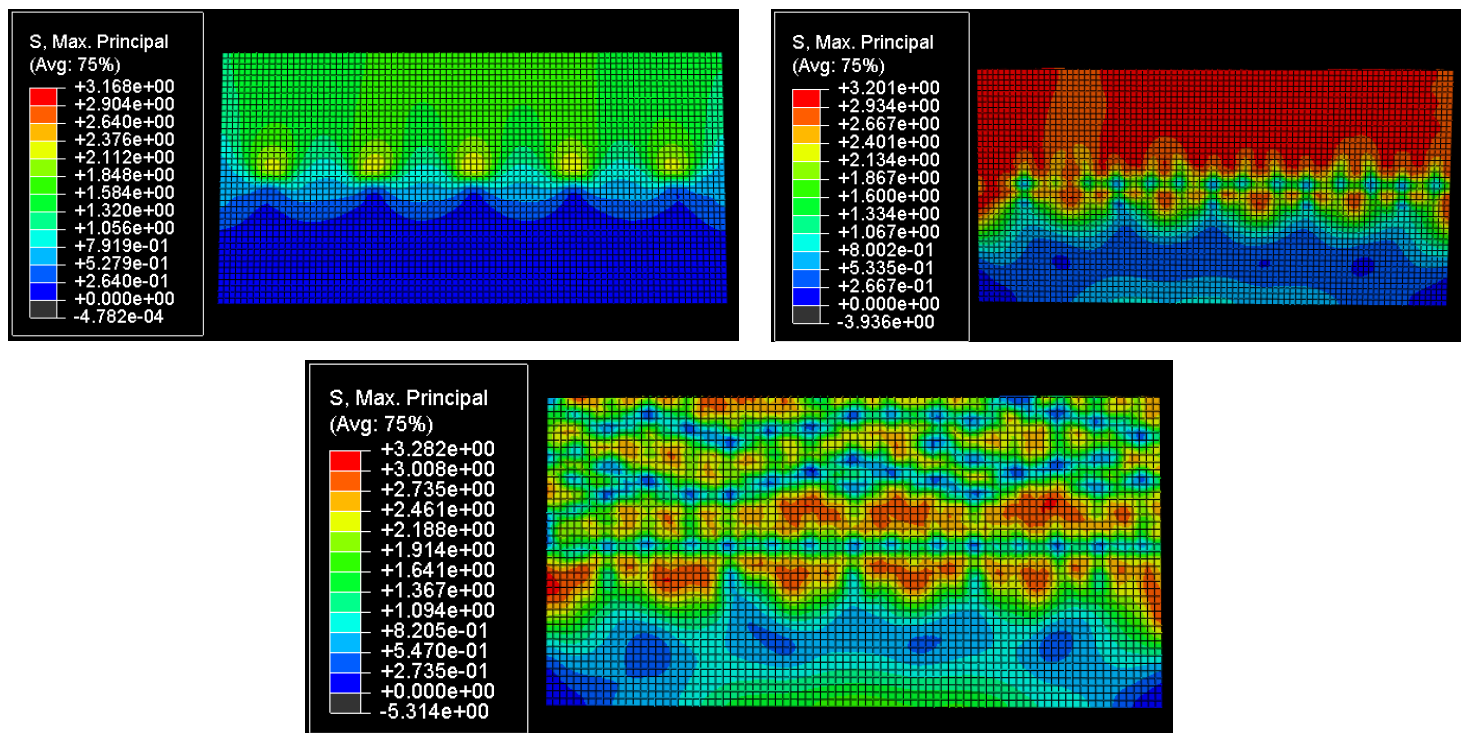 S, Max. Principal
(Avg: 75%)
+3.168e+00
+2.904e+00
+2.640e+00
+2.376e+00
+2.112e+00
+1.848e+00
+1.584e+00
+1.320e+00
+1.056e+00
+7.919e-01
+5.279e-01
+2.640e-01
+0.000e+00
-4.782e-04
S, Max. Principal
(Avg: 75%)
+3.201e+00
+2.934e+00
+2.667e+00
+2.401e+00
+2.134e+00
+1.867e+00
+1.600e+00
+1.334e+00
+1.067e+00
+8.002e-01
+5.335e-01
+2.667e-01
+0.000e+00
-3.936e+00
S, Max. Principal
(Avg: 75%)
+3.282e+00
+3.008e+00
+2.735e+00
+2.461e+00
+2.188e+00
+1.914e+00
+1.641e+00
+1.367e+00
+1.094e+00
+8.205e-01
+5.470e-01
+2.735e-01
+0.000e+00
-5.314e+00